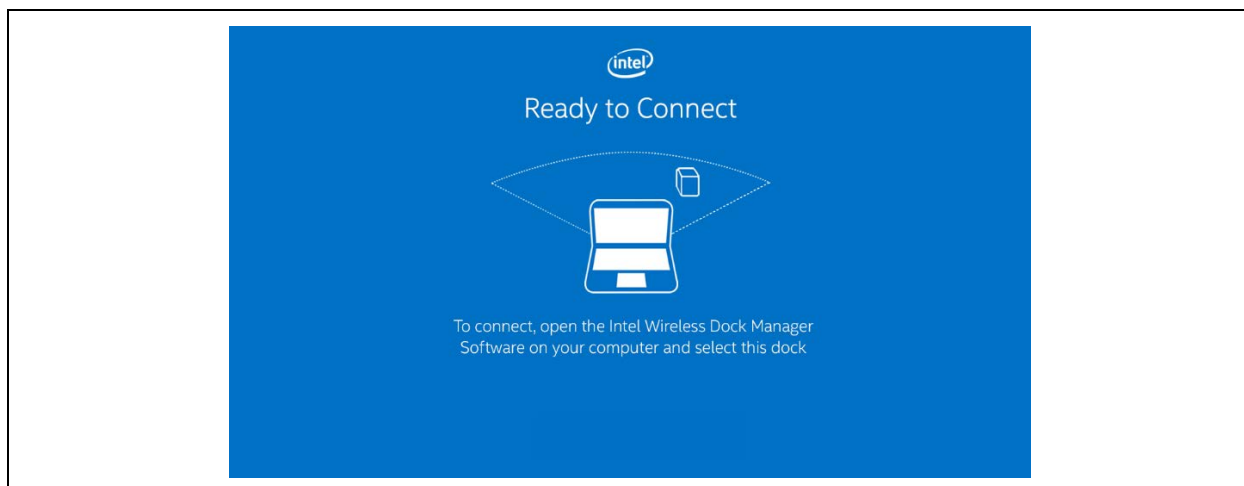 intel
Ready to Connect
To connect, open the Intel Wireless Dock Manager
Software on your computer and select this dock